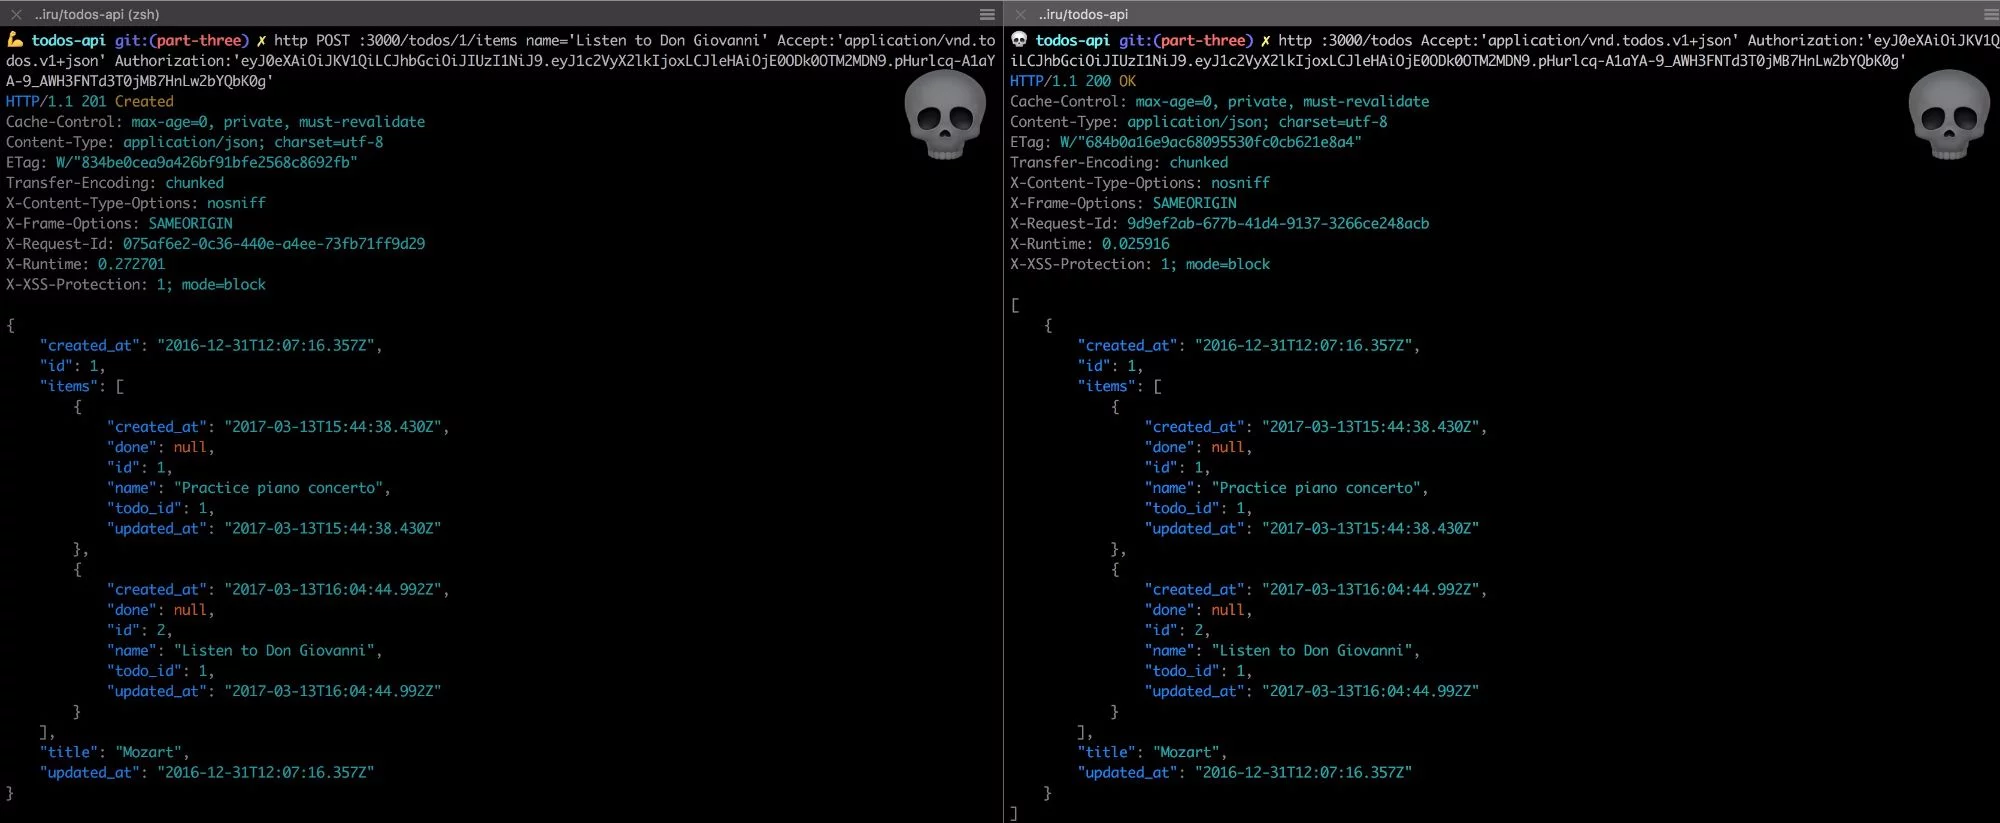 ..iru/todos-api (zsh)
todos-api git:(part-three) ✗ http POST :3000/todos/1/items name='Listen to Don Giovanni' Accept:'application/vnd.to
dos.v1+json' Authorization:'eyJ0eXAiOiJKV1QiLCJhbGciOiJIUzI1NiJ9.eyJ1c2VyX2lkIjoxLCJleHAiOjE0ODk0OTM2MDN9.pHurlcq-A1aY
A-9_AWH3FNTd3T0jMB7HnLw2bYQbK0g'
HTTP/1.1 201 Created
Cache-Control: max-age=0, private, must-revalidate
Content-Type: application/json; charset=utf-8
ETag: W/"834be0cea9a426bf91bfe2568c8692fb"
Transfer-Encoding: chunked
X-Content-Type-Options: nosniff
X-Frame-Options: SAMEORIGIN
X-Request-Id: 075af6e2-0c36-440e-a4ee-73fb71ff9d29
X-Runtime: 0.272701
X-XSS-Protection: 1; mode=block
{
"created_at": "2016-12-31T12:07:16.357Z",
"id": 1,
"items": [
{
"created_at": "2017-03-13T15:44:38.430Z",
"done": null,
"id": 1,
"name": "Practice piano concerto",
"todo_id": 1,
"updated_at": "2017-03-13T15:44:38.430Z"
},
{
"created_at": "2017-03-13T16:04:44.992Z",
"done": null,
"id": 2,
"name": "Listen to Don Giovanni",
"todo_id": 1,
"updated_at": "2017-03-13T16:04:44.992Z"
}
],
"title": "Mozart",
"updated_at": "2016-12-31T12:07:16.357Z"
}
..iru/todos-api
todos-api git:(part-three) ✗ http :3000/todos Accept:'application/vnd.todos.v1+json' Authorization:'eyJ0eXAiOiJKV1Q
iLCJhbGciOiJIUzI1NiJ9.eyJ1c2VyX2lkIjoxLCJleHAiOjE0ODk0OTM2MDN9.pHurlcq-A1aYA-9_AWH3FNTd3T0jMB7HnLw2bYQbK0g'
HTTP/1.1 200 OK
Cache-Control: max-age=0, private, must-revalidate
Content-Type: application/json; charset=utf-8
ETag: W/"684b0a16e9ac68095530fc0cb621e8a4"
Transfer-Encoding: chunked
X-Content-Type-Options: nosniff
X-Frame-Options: SAMEORIGIN
X-Request-Id: 9d9ef2ab-677b-41d4-9137-3266ce248acb
X-Runtime: 0.025916
X-XSS-Protection: 1; mode=block
[
{
"created_at": "2016-12-31T12:07:16.357Z",
"id": 1,
"items": [
{
"created_at": "2017-03-13T15:44:38.430Z",
"done": null,
"id": 1,
"name": "Practice piano concerto",
"todo_id": 1,
"updated_at": "2017-03-13T15:44:38.430Z"
},
{
"created_at": "2017-03-13T16:04:44.992Z",
"done": null,
"id": 2,
"name": "Listen to Don Giovanni",
"todo_id": 1,
"updated_at": "2017-03-13T16:04:44.992Z"
}
],
"title": "Mozart",
"updated_at": "2016-12-31T12:07:16.357Z"
}
]